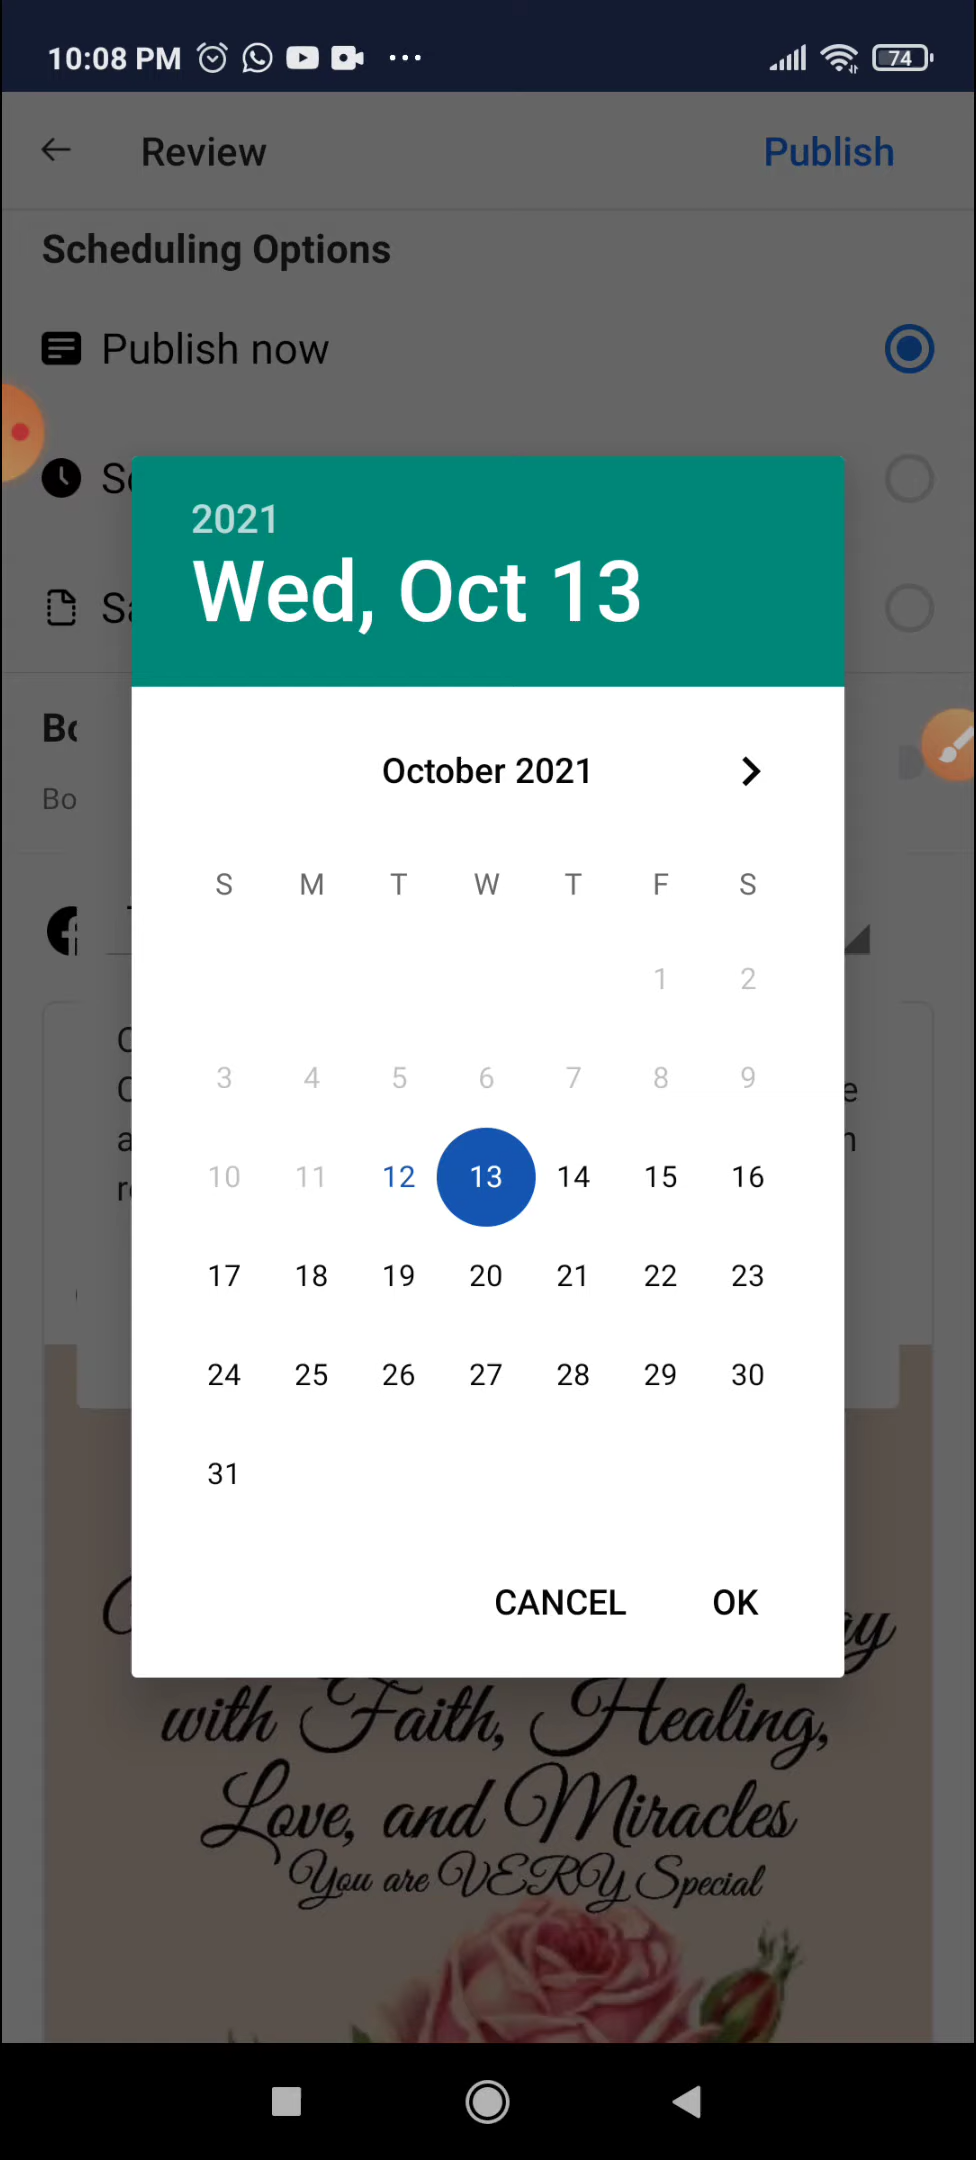 10:08 PM 74
Review Publish
Scheduling Options
Publish now
2021
Wed, Oct 13
October 2021
S M T W T F S
1 2
3 4 5 6 7 8 9
10 11 12 13 14 15 16
17 18 19 20 21 22 23
24 25 26 27 28 29 30
31
CANCEL OK
with Faith, Healing,
Love, and Miracles
You are VERY Special